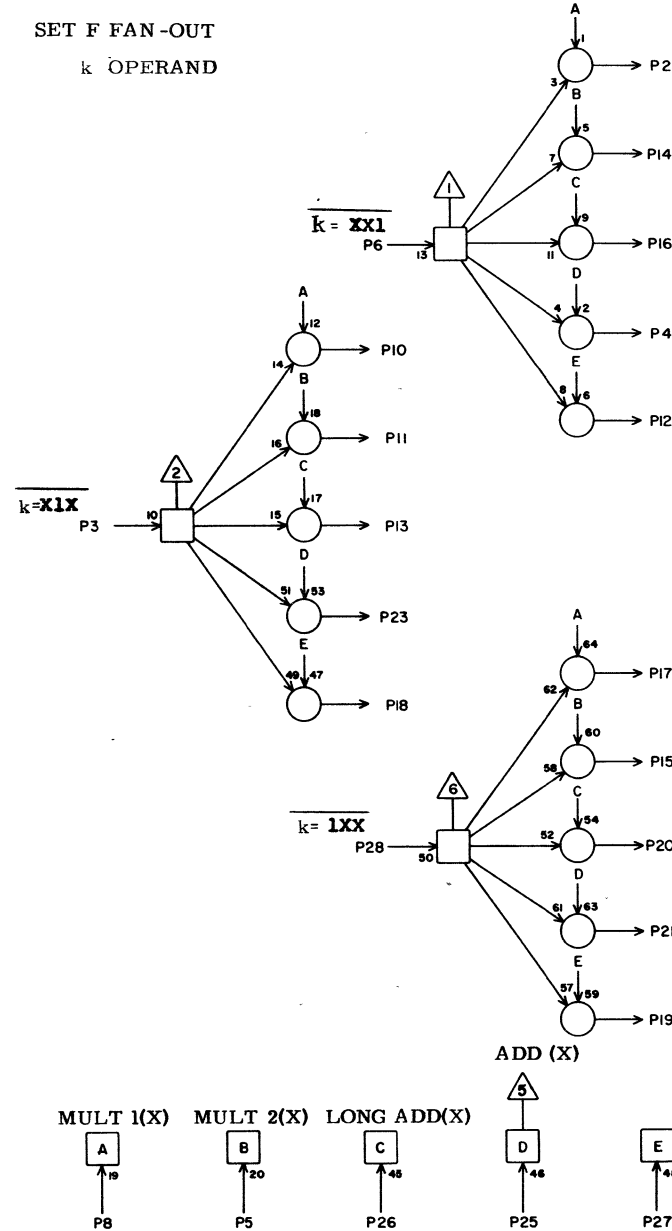 SET F FAN-OUT
k OPERAND
A
1
3
P2
B
5
7
P14
C
1
9
k = XX1
P6
13
11
P16
D
4
2
P4
E
8
6
P12
A
12
14
P10
B
18
16
P11
C
2
17
k=X1X
P3
10
15
P13
D
51
53
P23
E
49
47
P18
A
64
62
P17
B
60
58
P15
C
6
54
k= 1XX
P28
50
52
P20
D
61
63
P21
E
57
59
P19
ADD (X)
5
MULT 1(X) MULT 2(X) LONG ADD(X)
A B C D E
19 20 45 46
P8 P5 P26 P25 P27